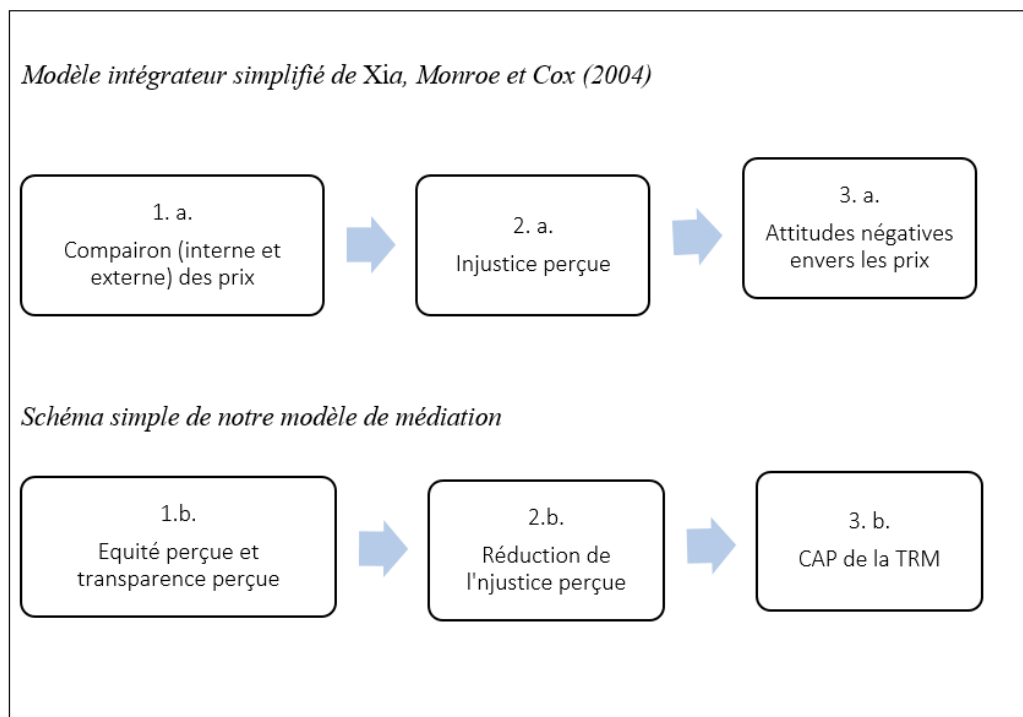 Modèle intégrateur simplifié de Xia, Monroe et Cox (2004)
1. a.
Compairon (interne et
externe) des prix
2. a.
Injustice perçue
3. a.
Attitudes négatives
envers les prix
Schéma simple de notre modèle de médiation
1.b.
Equité perçue et
transparence perçue
2.b.
Réduction de
l'njustice perçue
3. b.
CAP de la TRM